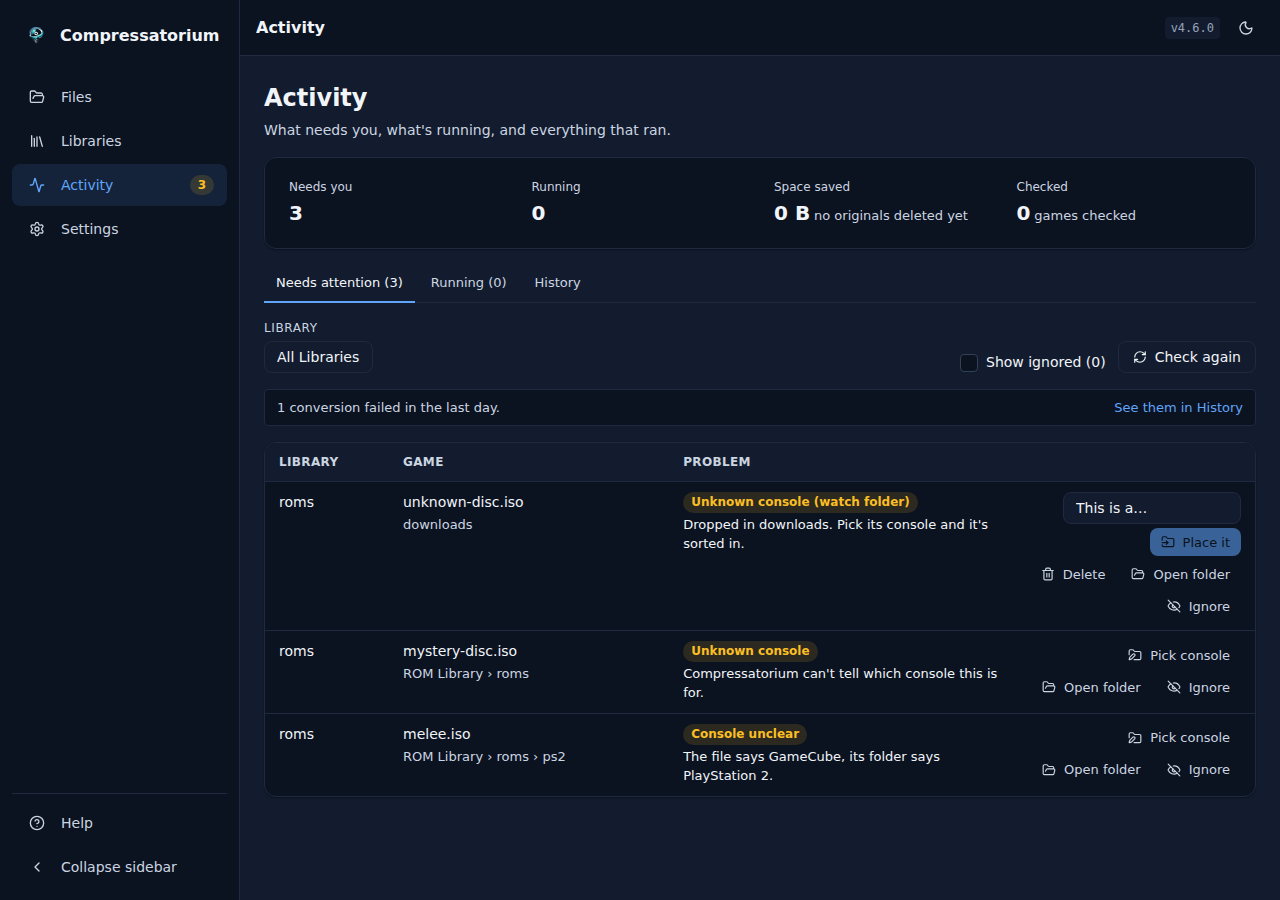 Compressatorium
Activity
v4.6.0
Files
Libraries
Activity
3
Settings
Help
Collapse sidebar
Activity
What needs you, what's running, and everything that ran.
Needs you
3
Running
0
Space saved
0 B no originals deleted yet
Checked
0 games checked
Needs attention (3)
Running (0)
History
LIBRARY
All Libraries
Show ignored (0)
Check again
1 conversion failed in the last day.
See them in History
LIBRARY GAME PROBLEM
roms
unknown-disc.iso
downloads
Unknown console (watch folder)
Dropped in downloads. Pick its console and it's
sorted in.
This is a...
Place it
Delete
Open folder
Ignore
roms
mystery-disc.iso
ROM Library › roms
Unknown console
Compressatorium can't tell which console this is
for.
Pick console
Open folder
Ignore
roms
melee.iso
ROM Library › roms › ps2
Console unclear
The file says GameCube, its folder says
PlayStation 2.
Pick console
Open folder
Ignore